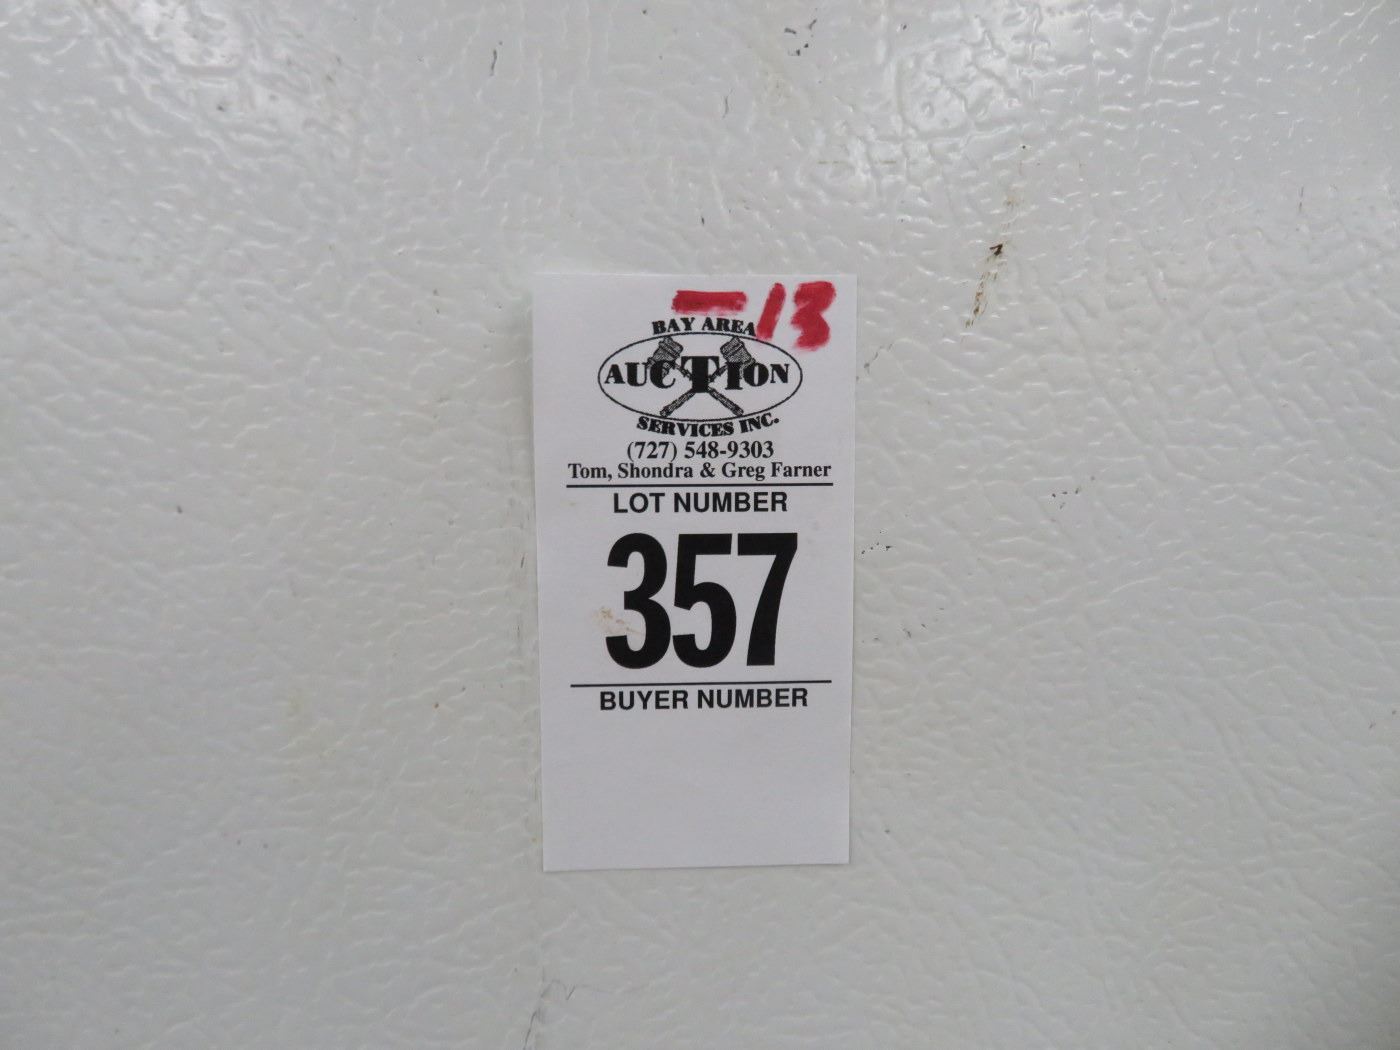 -13
BAY AREA
AUCTION
SERVICES INC.
(727) 548-9303
Tom, Shondra & Greg Farner
LOT NUMBER
357
BUYER NUMBER